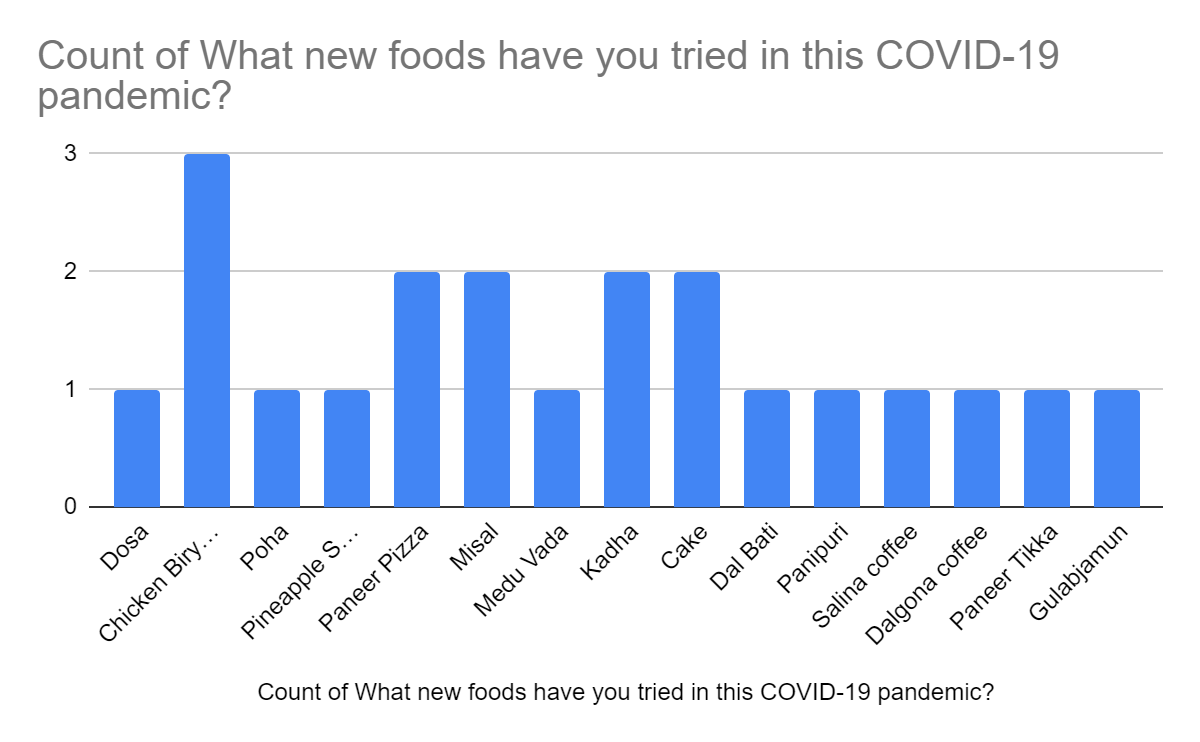 Count of What new foods have you tried in this COVID-19
pandemic?
3
2
1
0
Dosa
Chicken Biry…
Poha
Pineapple S…
Paneer Pizza
Misal
Medu Vada
Kadha
Cake
Dal Bati
Panipuri
Salina coffee
Dalgona coffee
Paneer Tikka
Gulabjamun
Count of What new foods have you tried in this COVID-19 pandemic?